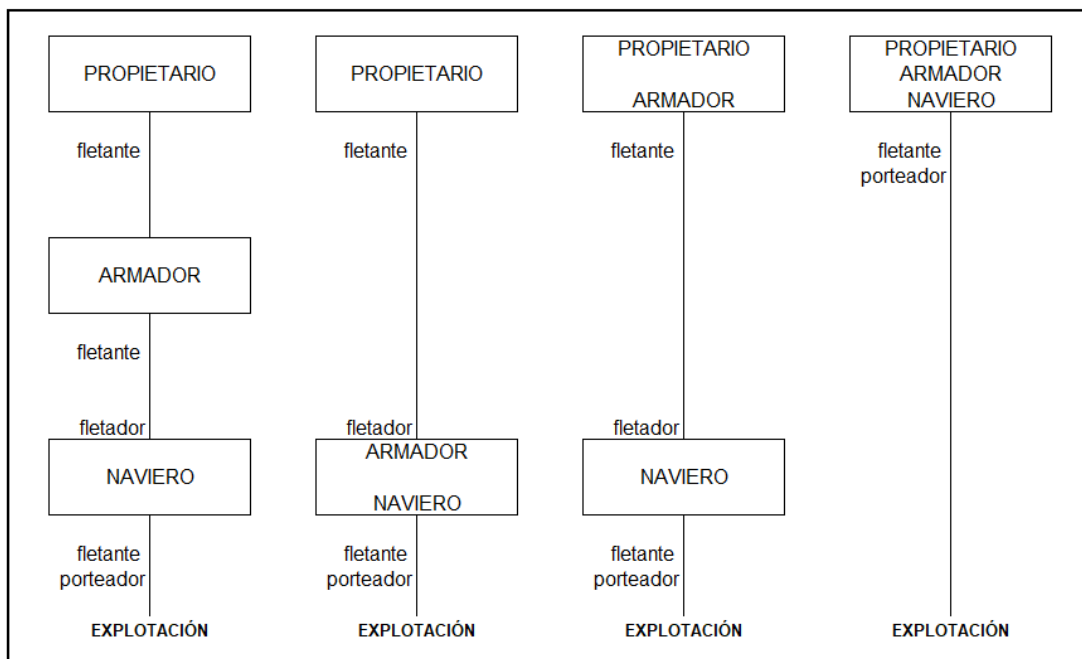 PROPIETARIO
fletante
ARMADOR
fletante
fletador
NAVIERO
fletante
porteador
EXPLOTACIÓN
PROPIETARIO
fletante
fletador
ARMADOR
NAVIERO
fletante
porteador
EXPLOTACIÓN
PROPIETARIO
ARMADOR
fletante
fletador
NAVIERO
fletante
porteador
EXPLOTACIÓN
PROPIETARIO
ARMADOR
NAVIERO
fletante
porteador
EXPLOTACIÓN